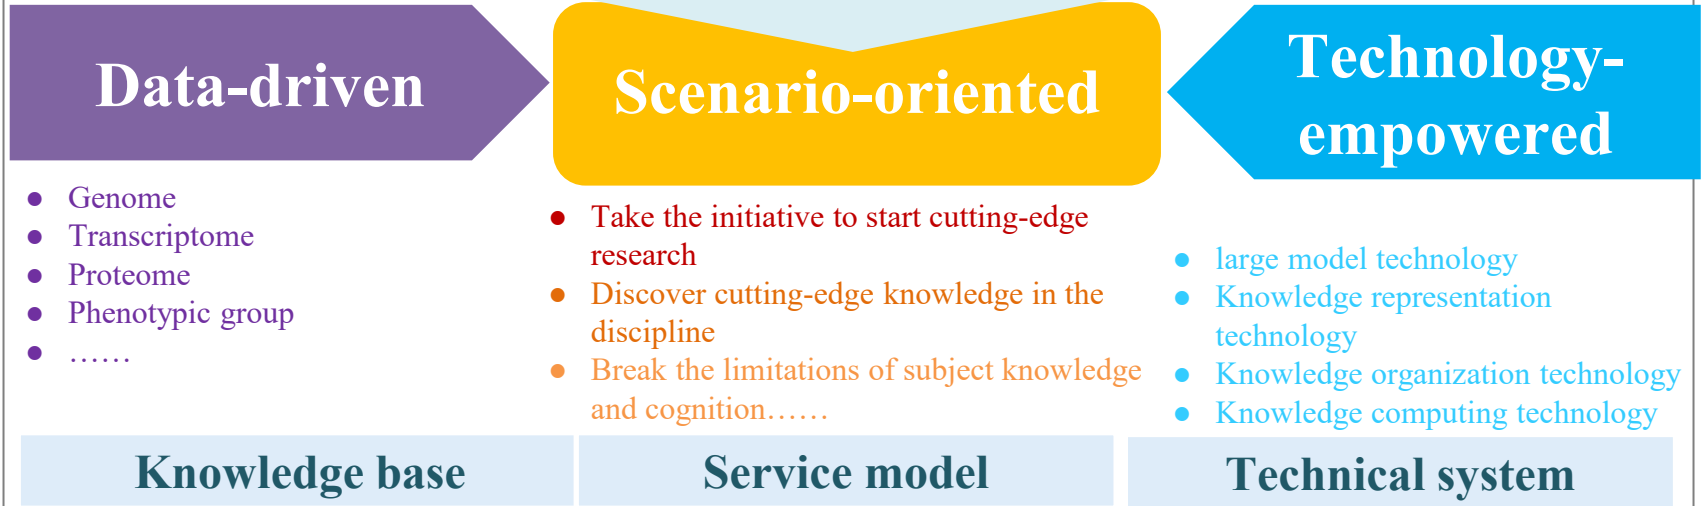 Data-driven
● Genome
● Transcriptome
● Proteome
● Phenotypic group
● ……
Scenario-oriented
● Take the initiative to start cutting-edge
research
● Discover cutting-edge knowledge in the
discipline
● Break the limitations of subject knowledge
and cognition……
Technology-
empowered
● large model technology
● Knowledge representation
technology
● Knowledge organization technology
● Knowledge computing technology
Knowledge base
Service model
Technical system